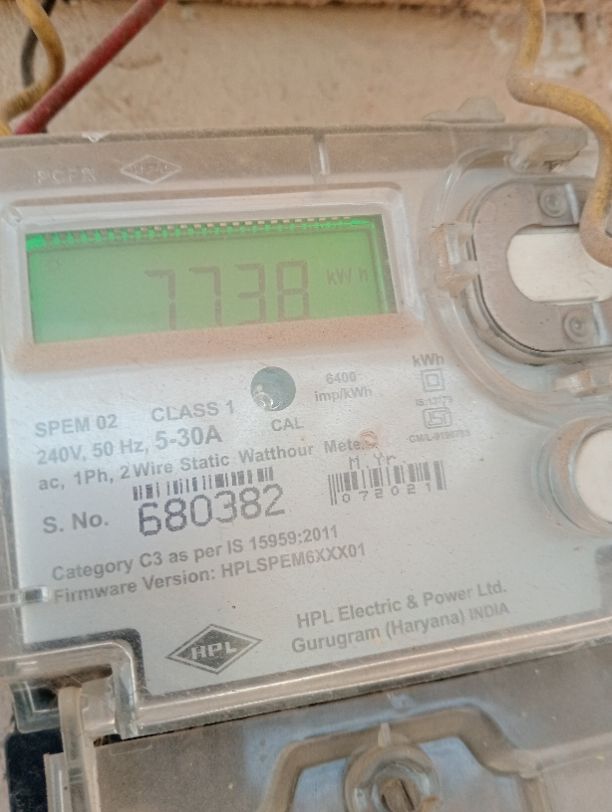 7738 kWh
6400
imp/kWh
kWh
SPEM 02 CLASS 1
CAL
240V, 50 Hz, 5-30A
ac, 1Ph, 2 Wire Static Watthour Meter
M.Yr
072021
S. No. 680382
Category C3 as per IS 15959:2011
Firmware Version: HPLSPEM6XXX01
HPL Electric & Power Ltd.
Gurugram (Haryana) INDIA
HPL